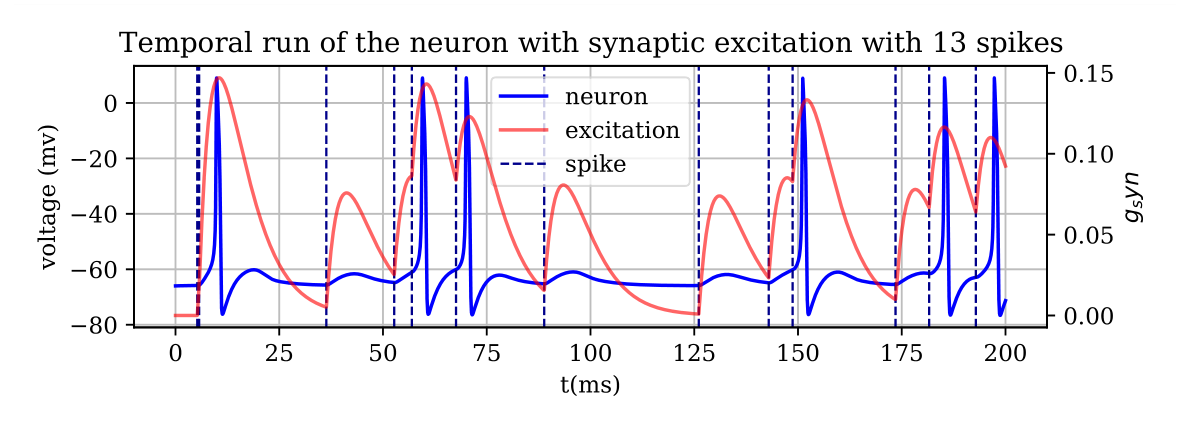 Temporal run of the neuron with synaptic excitation with 13 spikes
voltage (mv)
0
−20
−40
−60
−80
neuron
excitation
spike
0.15
0.10
0.05
0.00
gₛyn
0 25 50 75 100 125 150 175 200
t(ms)